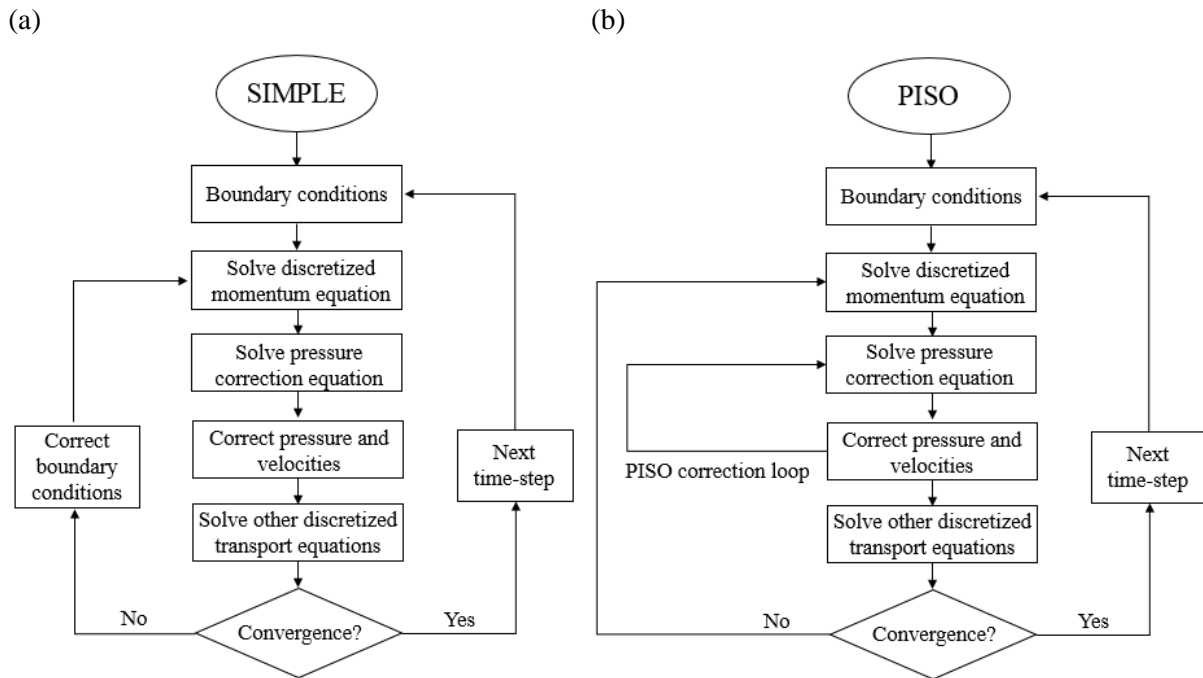 (a)
SIMPLE
Boundary conditions
Solve discretized
momentum equation
Solve pressure
correction equation
Correct pressure and
velocities
Solve other discretized
transport equations
Convergence?
No
Yes
Correct
boundary
conditions
Next
time-step
(b)
PISO
Boundary conditions
Solve discretized
momentum equation
Solve pressure
correction equation
Correct pressure and
velocities
PISO correction loop
Solve other discretized
transport equations
Convergence?
No
Yes
Next
time-step